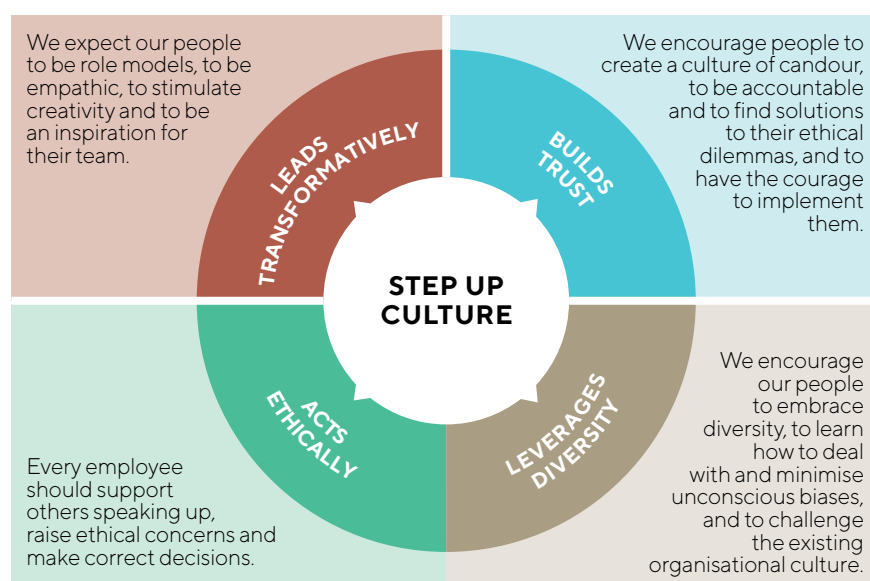 We expect our people
to be role models, to be
empathic, to stimulate
creativity and to be
an inspiration for
their team.
LEADS
TRANSFORMATIVELY
We encourage people to
create a culture of candour,
to be accountable
and to find solutions
to their ethical
dilemmas, and to
have the courage
to implement
them.
BUILDS
TRUST
STEP UP
CULTURE
ACTS
ETHICALLY
Every employee
should support
others speaking up,
raise ethical concerns and
make correct decisions.
LEVERAGES
DIVERSITY
We encourage
our people
to embrace
diversity, to learn
how to deal
with and minimise
unconscious biases,
and to challenge
the existing
organisational culture.